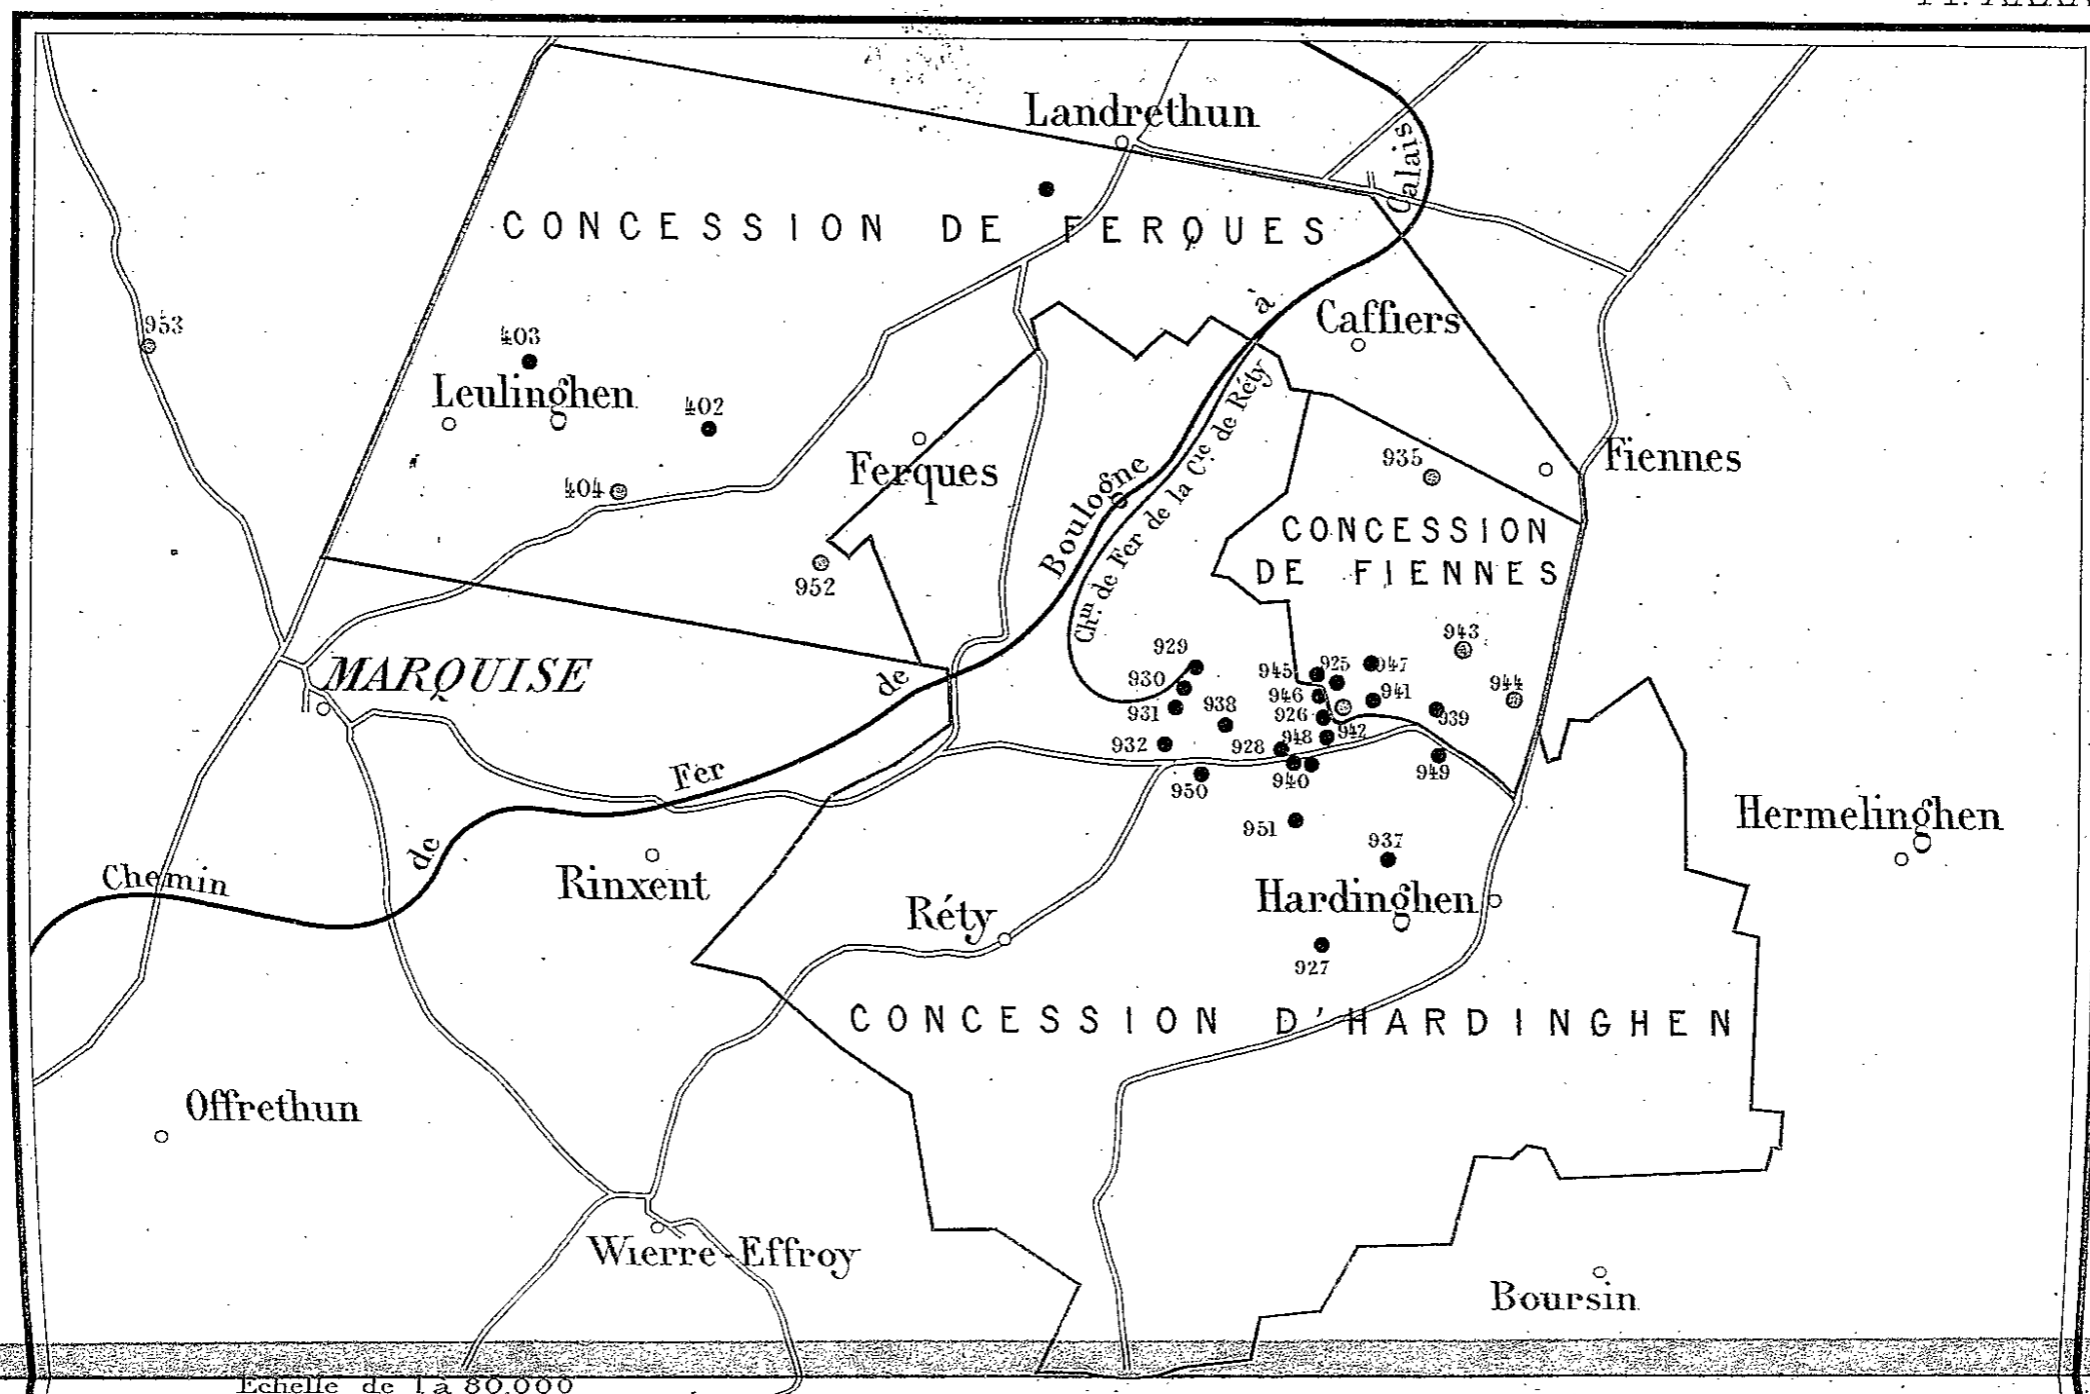 Landrethun
Calais
CONCESSION DE FERQUES
à
Caffiers
953
403
Leulinghen
402
404
Ferques
952
Boulogne
Ch.in de Fer de la C.ie de Réty
935
Fiennes
CONCESSION
DE FIENNES
943
944
929
930
931
932
938
945
925
947
946
941
926
939
928
948
942
940
949
950
951
937
MARQUISE
de
Fer
de
Chemin
Rinxent
Réty
Hardinghen
927
Hermelinghen
CONCESSION D'HARDINGHEN
Offrethun
Wierre-Effroy
Boursin
Echelle de 1 à 80.000